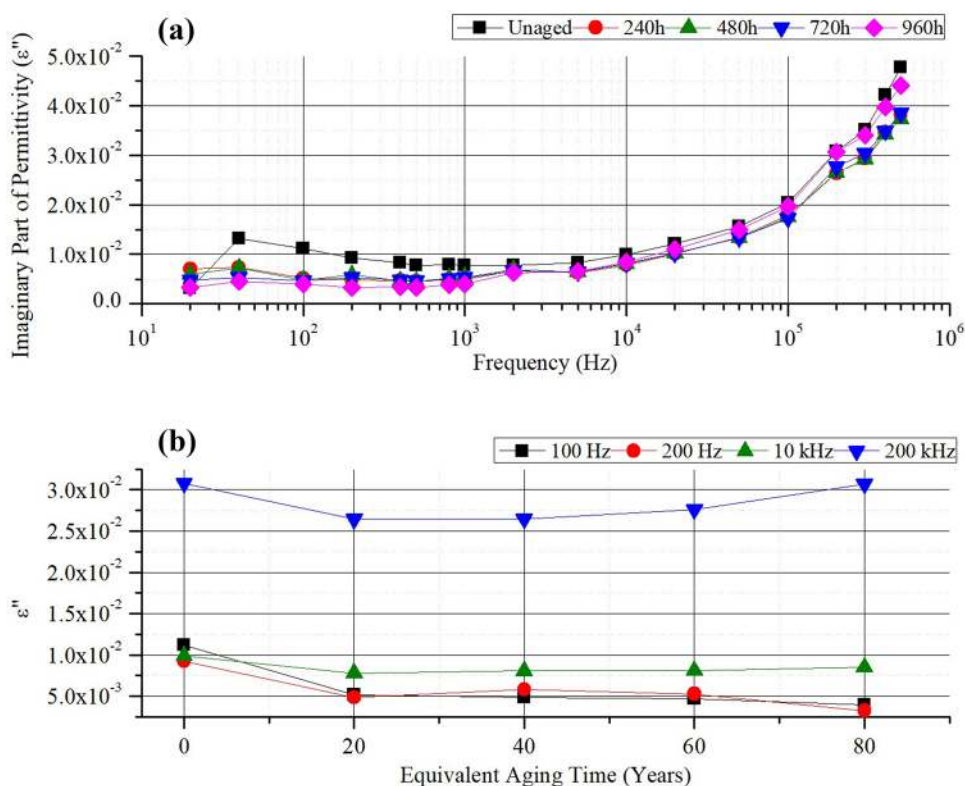 (a)
Unaged 240h 480h 720h 960h
Imaginary Part of Permittivity (ε")
5.0x10⁻²
4.0x10⁻²
3.0x10⁻²
2.0x10⁻²
1.0x10⁻²
0.0
10¹ 10² 10³ 10⁴ 10⁵ 10⁶
Frequency (Hz)
(b)
100 Hz 200 Hz 10 kHz 200 kHz
ε"
3.0x10⁻²
2.5x10⁻²
2.0x10⁻²
1.5x10⁻²
1.0x10⁻²
5.0x10⁻³
0 20 40 60 80
Equivalent Aging Time (Years)